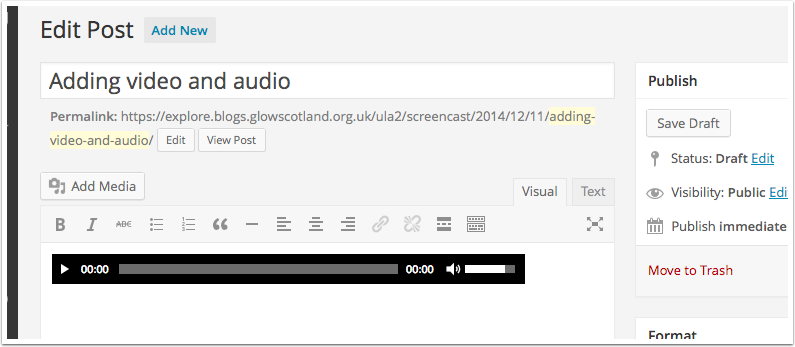 Edit Post Add New
Adding video and audio
Permalink: https://explore.blogs.glowscotland.org.uk/ula2/screencast/2014/12/11/adding-
video-and-audio/ Edit View Post
Add Media
Visual Text
B I ABC
00:00 00:00
Publish
Save Draft
Status: Draft Edit
Visibility: Public Edi
Publish immediate
Move to Trash
Format